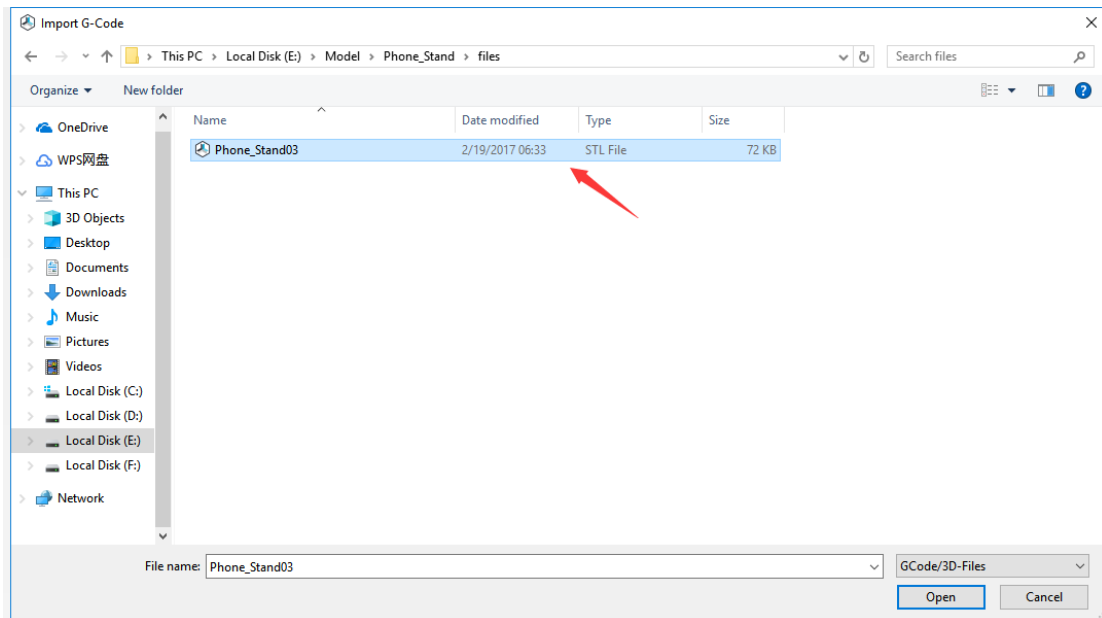 Import G-Code
This PC > Local Disk (E:) > Model > Phone_Stand > files
Search files
Organize
New folder
Name
Date modified
Type
Size
OneDrive
Phone_Stand03
2/19/2017 06:33
STL File
72 KB
WPS网盘
This PC
3D Objects
Desktop
Documents
Downloads
Music
Pictures
Videos
Local Disk (C:)
Local Disk (D:)
Local Disk (E:)
Local Disk (F:)
Network
File name: Phone_Stand03
GCode/3D-Files
Open
Cancel